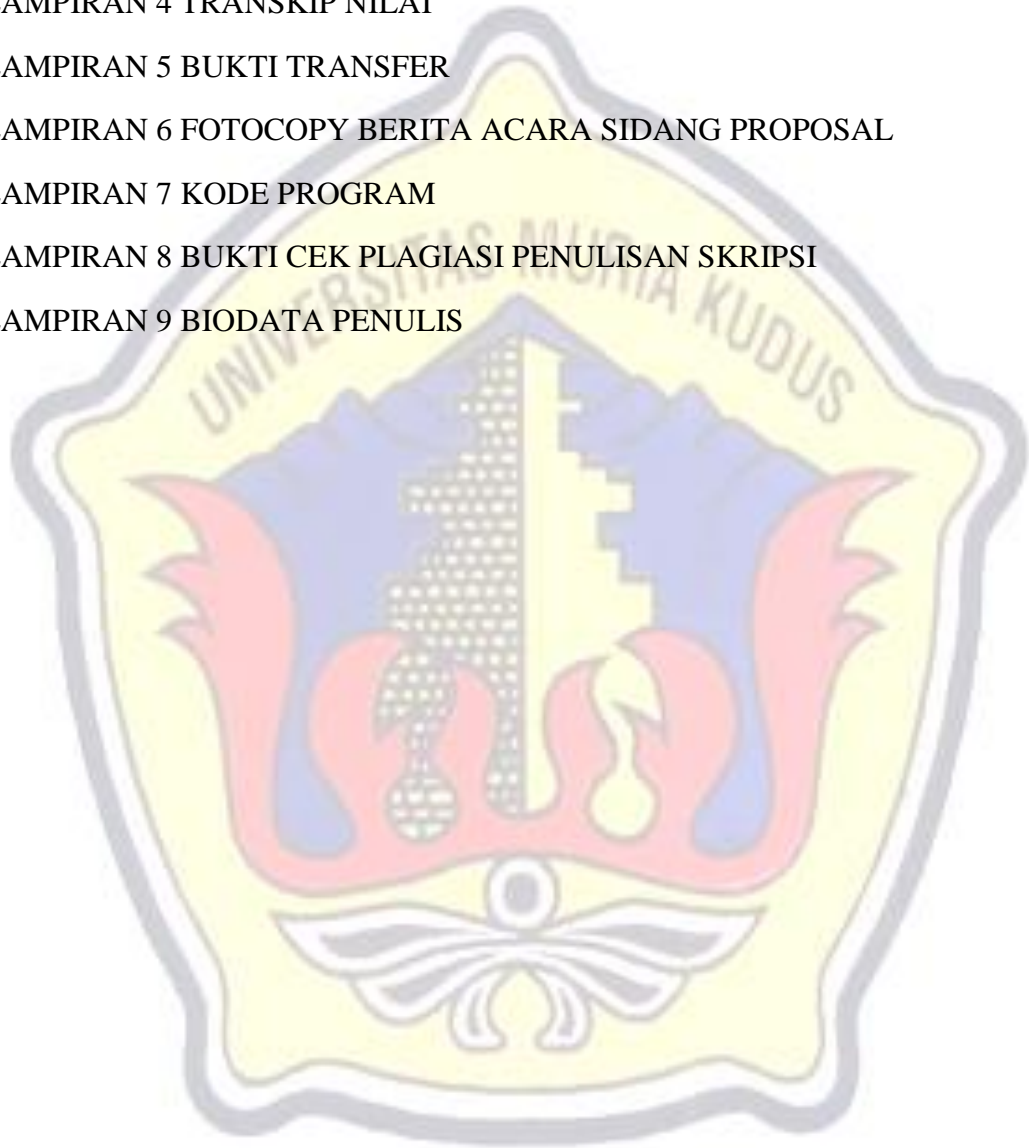 AMPIRAN 4 TRANSKIP NILAI
AMPIRAN 5 BUKTI TRANSFER
AMPIRAN 6 FOTOCOPY BERITA ACARA SIDANG PROPOSAL
AMPIRAN 7 KODE PROGRAM
AMPIRAN 8 BUKTI CEK PLAGIASI PENULISAN SKRIPSI
AMPIRAN 9 BIODATA PENULIS
UNIVERSITAS MURIA KUDUS